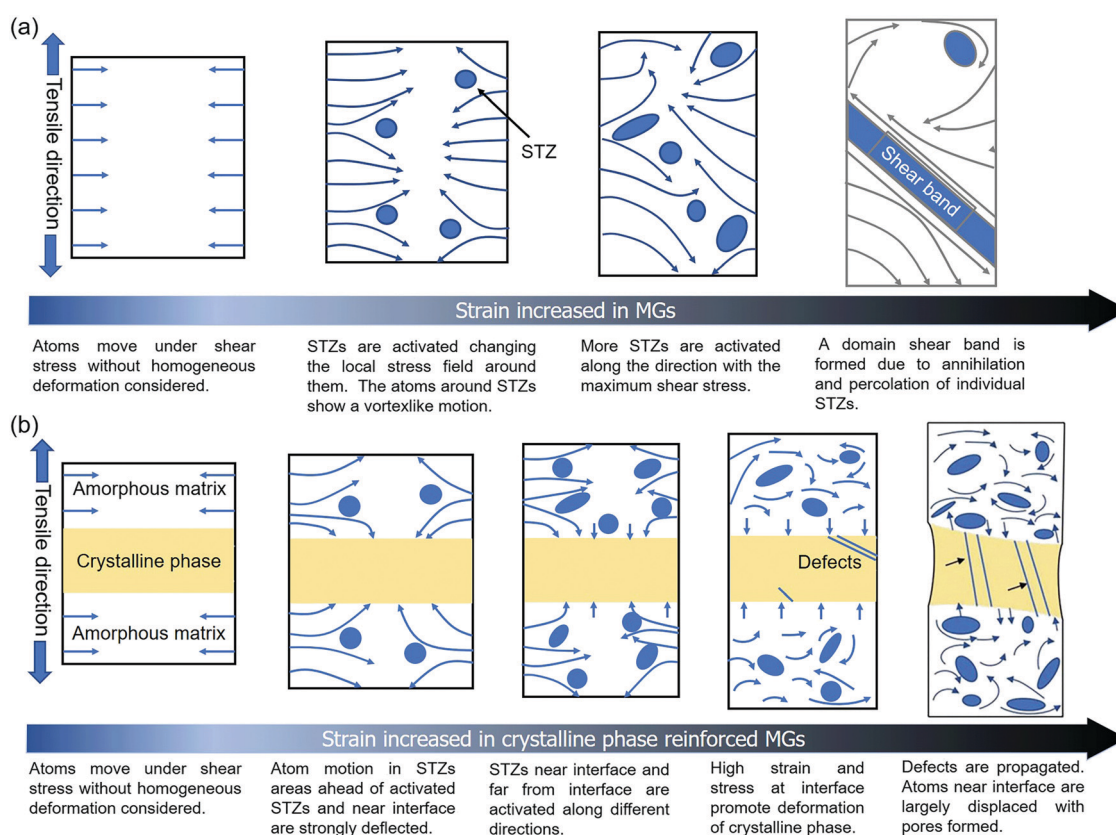 (a)
Tensile direction
STZ
Shear band
Strain increased in MGs
Atoms move under shear
stress without homogeneous
deformation considered.
STZs are activated changing
the local stress field around
them. The atoms around STZs
show a vortexlike motion.
More STZs are activated
along the direction with the
maximum shear stress.
A domain shear band is
formed due to annihilation
and percolation of individual
STZs.
(b)
Tensile direction
Amorphous matrix
Crystalline phase
Amorphous matrix
Defects
Strain increased in crystalline phase reinforced MGs
Atoms move under shear
stress without homogeneous
deformation considered.
Atom motion in STZs
areas ahead of activated
STZs and near interface
are strongly deflected.
STZs near interface and
far from interface are
activated along different
directions.
High strain and
stress at interface
promote deformation
of crystalline phase.
Defects are propagated.
Atoms near interface are
largely displaced with
pores formed.